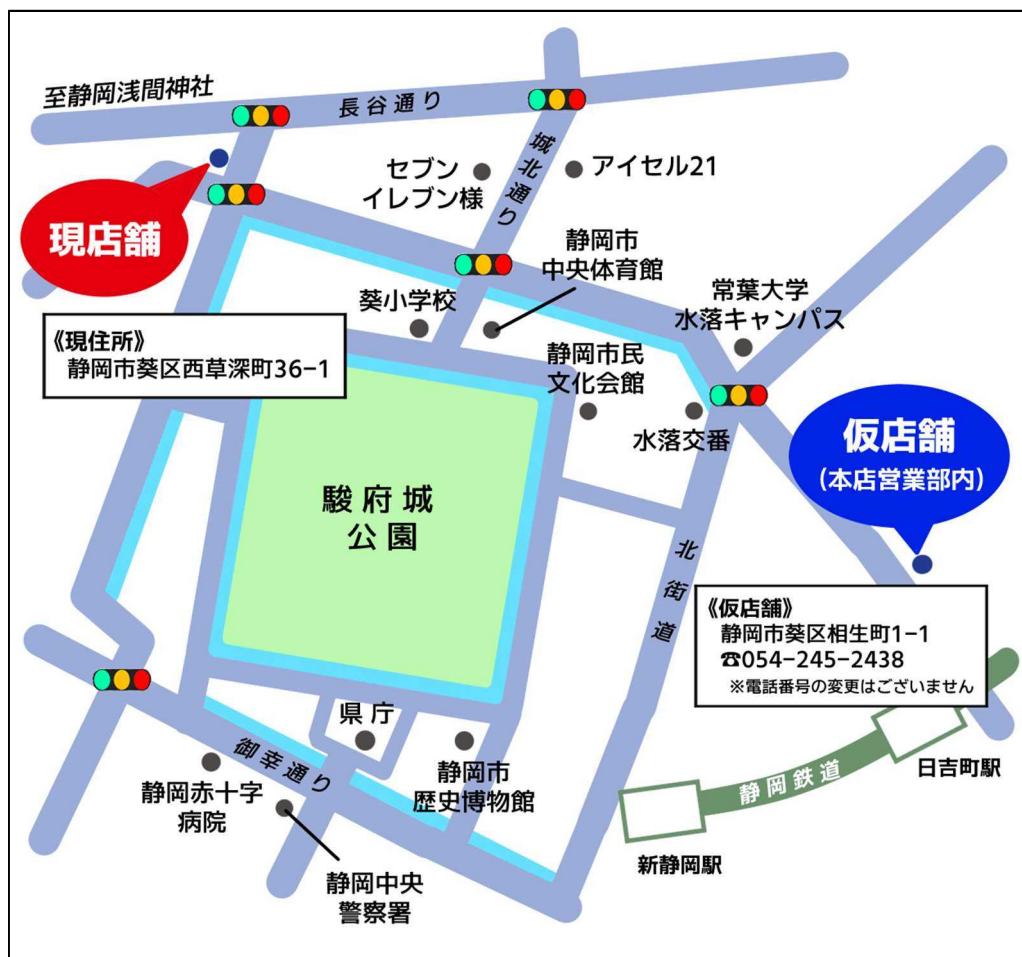 至静岡浅間神社
長谷通り
城北通り
セブン
イレブン様
アイセル21
現店舗
静岡市
中央体育館
葵小学校
常葉大学
水落キャンパス
《現住所》
静岡市葵区西草深町36−1
静岡市民
文化会館
水落交番
仮店舗
(本店営業部内)
駿府城
公園
北街道
《仮店舗》
静岡市葵区相生町1−1
☎054−245−2438
※電話番号の変更はございません
県庁
御幸通り
静岡赤十字
病院
静岡市
歴史博物館
静岡鉄道
日吉町駅
新静岡駅
静岡中央
警察署